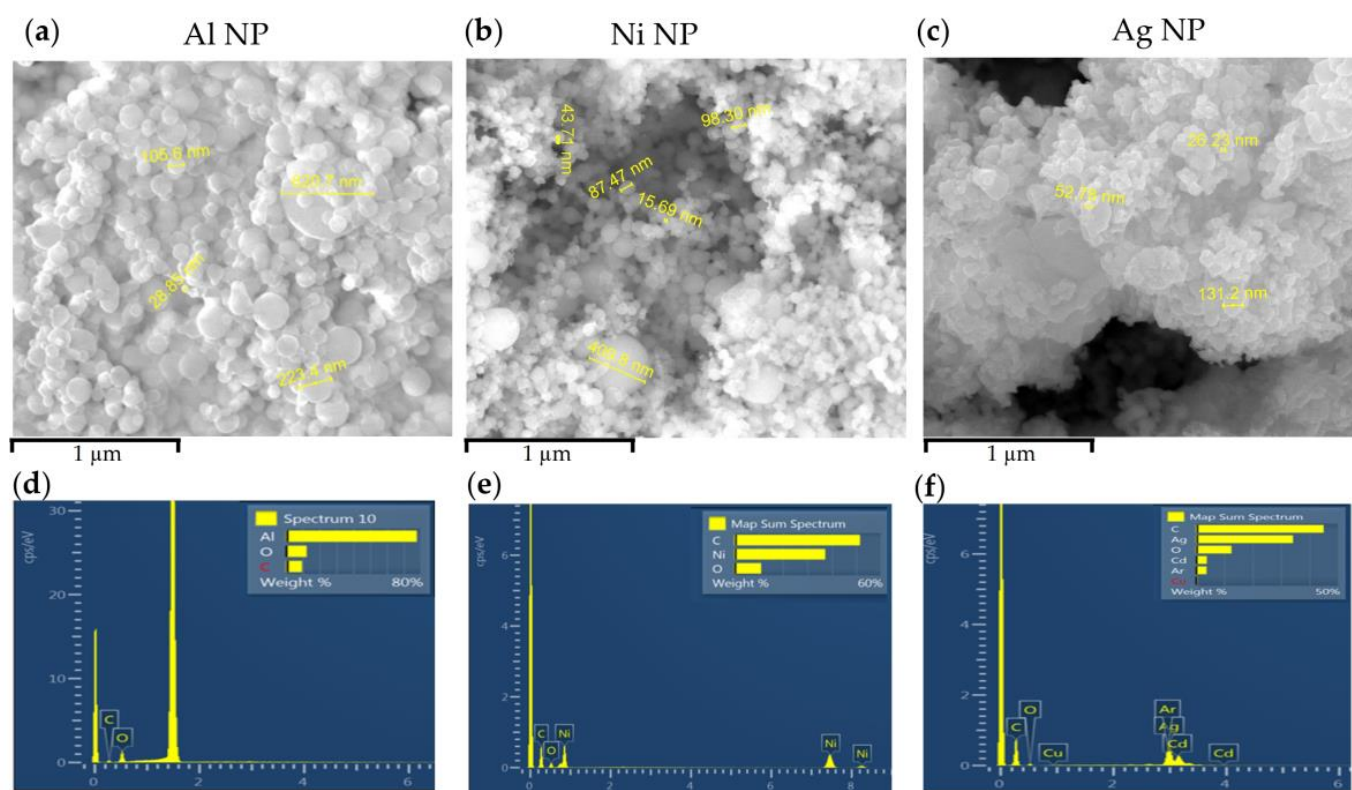 (a) Al NP
(b) Ni NP
(c) Ag NP
105.6 nm
28.85 nm
223.4 nm
43.71 nm
98.30 nm
87.47 nm
15.69 nm
408.8 nm
26.23 nm
52.78 nm
131.2 nm
1 µm
1 µm
1 µm
(d)
(e)
(f)
30
20
10
0
cps/eV
Spectrum 10
Al
O
C
Weight % 80%
C
O
0 2 4 6
6
4
2
0
cps/eV
Map Sum Spectrum
C
Ni
O
Weight % 60%
C
O
Ni
Ni
Ni
0 2 4 6 8
6
4
2
0
cps/eV
Map Sum Spectrum
C
Ag
O
Cd
Ar
Cu
Weight % 50%
C
O
Cu
Ar
Ag
Cd
Cd
0 2 4 6